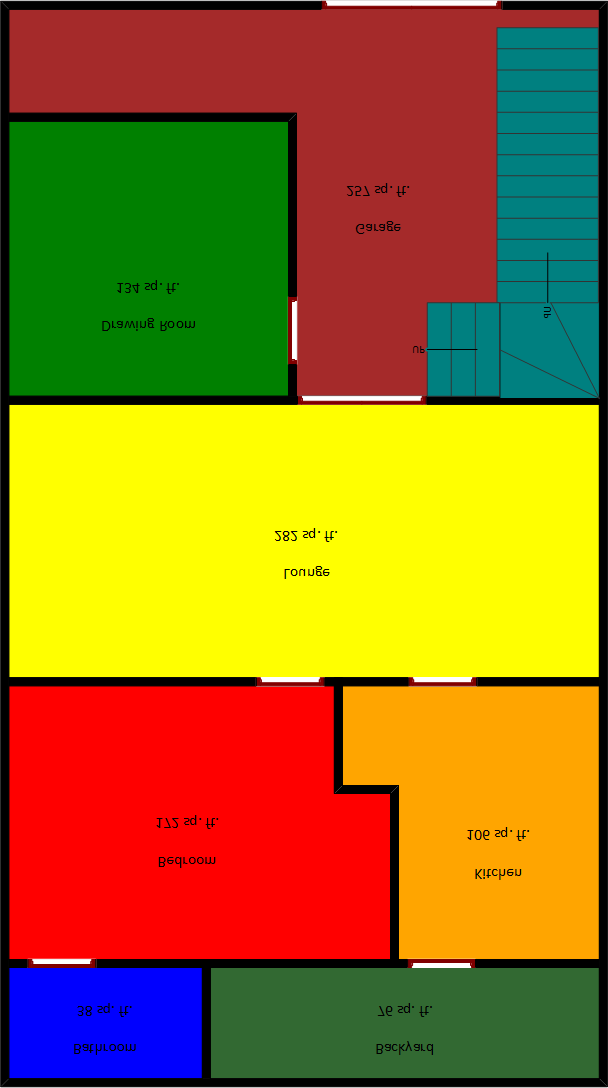 257 sq. ft.
Garage
134 sq. ft.
Drawing Room
UP
UP
282 sq. ft.
Lounge
172 sq. ft.
Bedroom
106 sq. ft.
Kitchen
38 sq. ft.
Bathroom
76 sq. ft.
Backyard